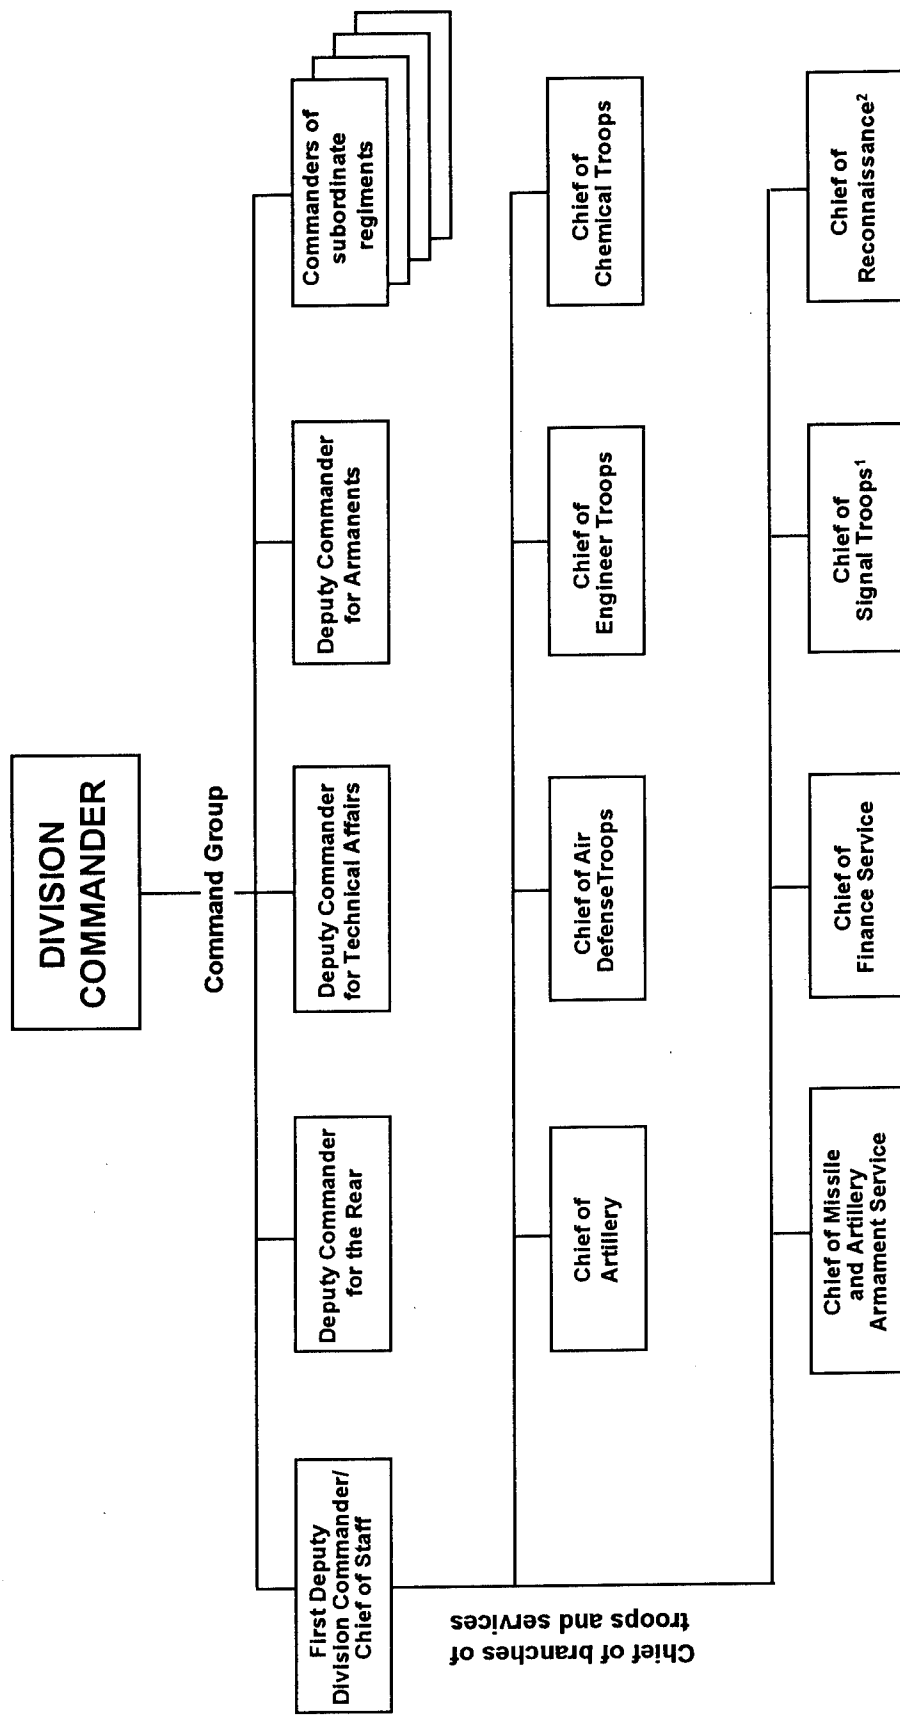 DIVISION
COMMANDER
Command Group
First Deputy
Division Commander/
Chief of Staff
Deputy Commander
for the Rear
Deputy Commander
for Technical Affairs
Deputy Commander
for Armanents
Commanders of
subordinate
regiments
Chief of branches of
troops and services
Chief of
Artillery
Chief of Air
DefenseTroops
Chief of
Engineer Troops
Chief of
Chemical Troops
Chief of Missile
and Artillery
Armament Service
Chief of
Finance Service
Chief of
Signal Troops¹
Chief of
Reconnaissance²